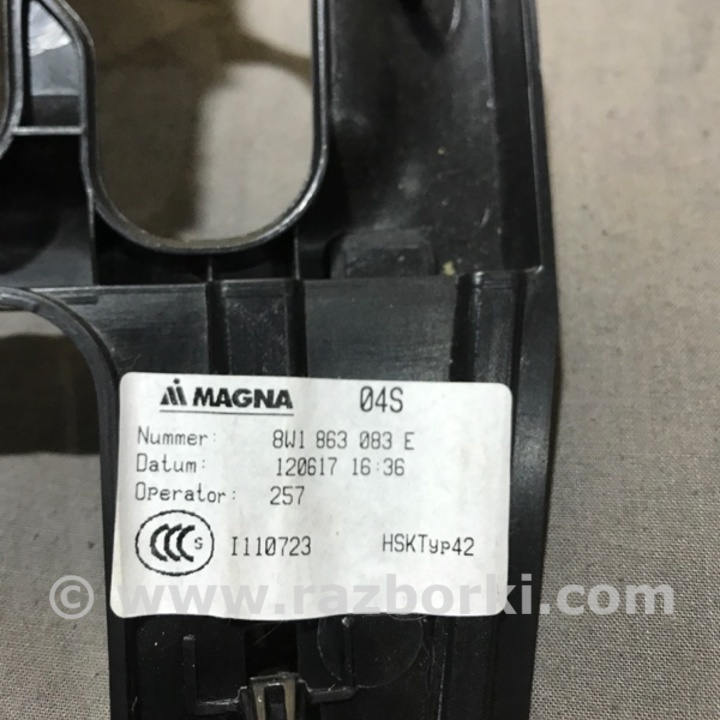 MAGNA 04S
Nummer: 8W1 863 083 E
Datum: 120617 16:36
Operator: 257
CCC S I110723 HSKTyp42
© www.razborki.com